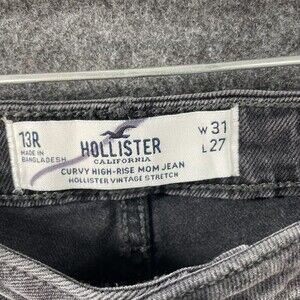 13R
MADE IN
BANGLADESH
HOLLISTER
CALIFORNIA
CURVY HIGH-RISE MOM JEAN
HOLLISTER VINTAGE STRETCH
W 31
L 27